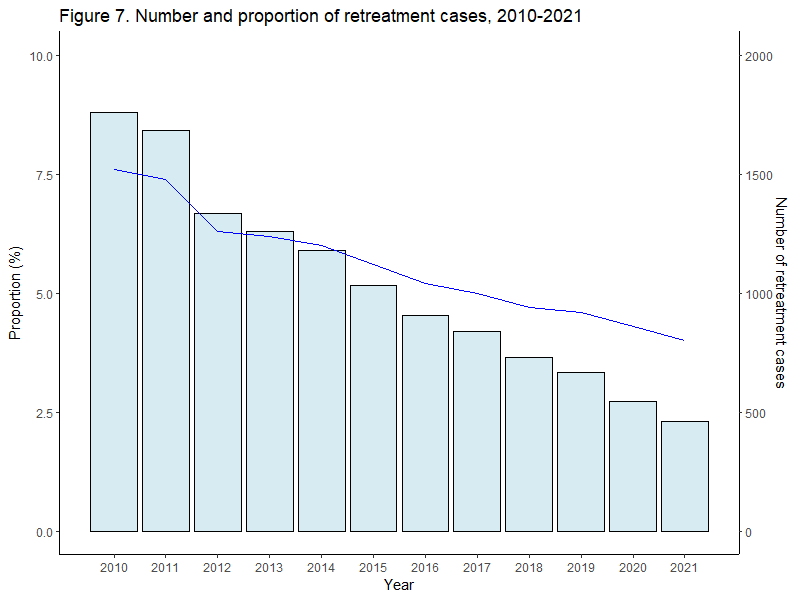 Figure 7. Number and proportion of retreatment cases, 2010-2021
10.0
7.5
5.0
2.5
0.0
Proportion (%)
2000
1500
1000
500
0
Number of retreatment cases
2010 2011 2012 2013 2014 2015 2016 2017 2018 2019 2020 2021
Year